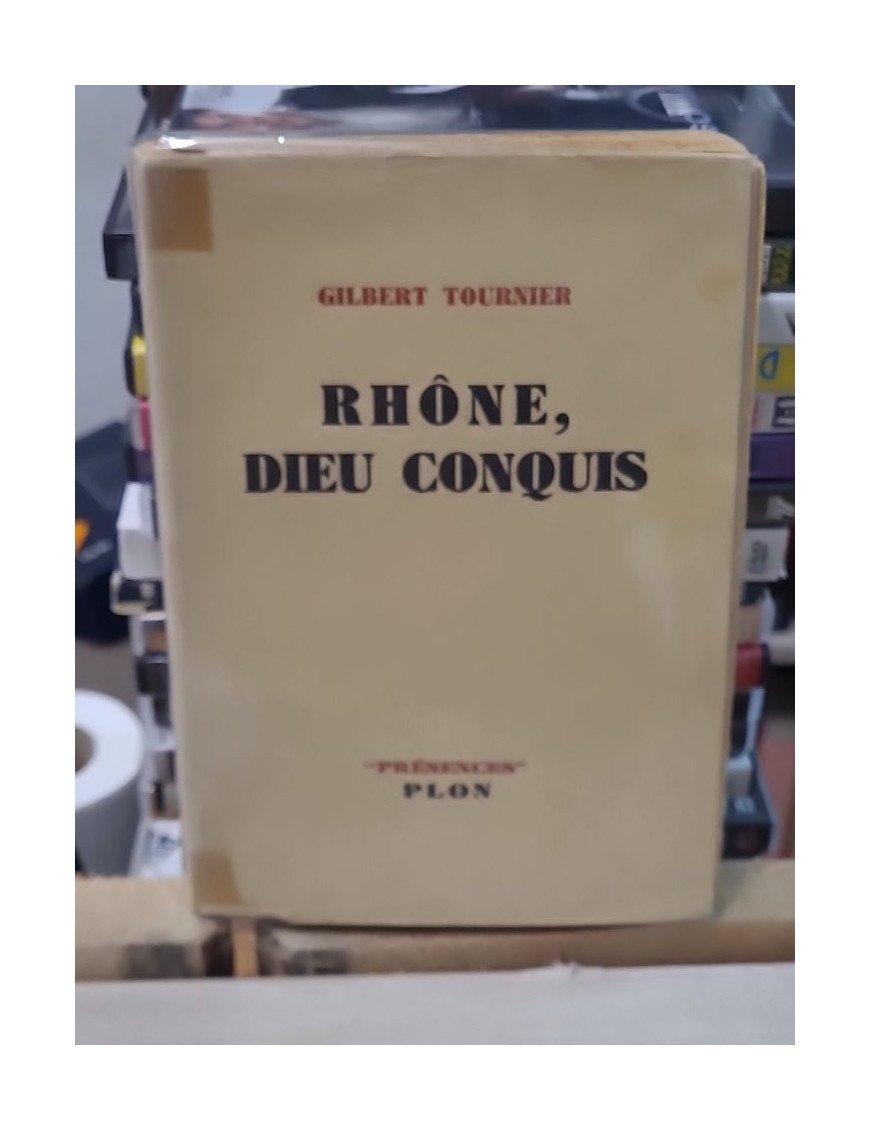 GILBERT TOURNIER
RHÔNE,
DIEU CONQUIS
"PRÉSENCES"
PLON